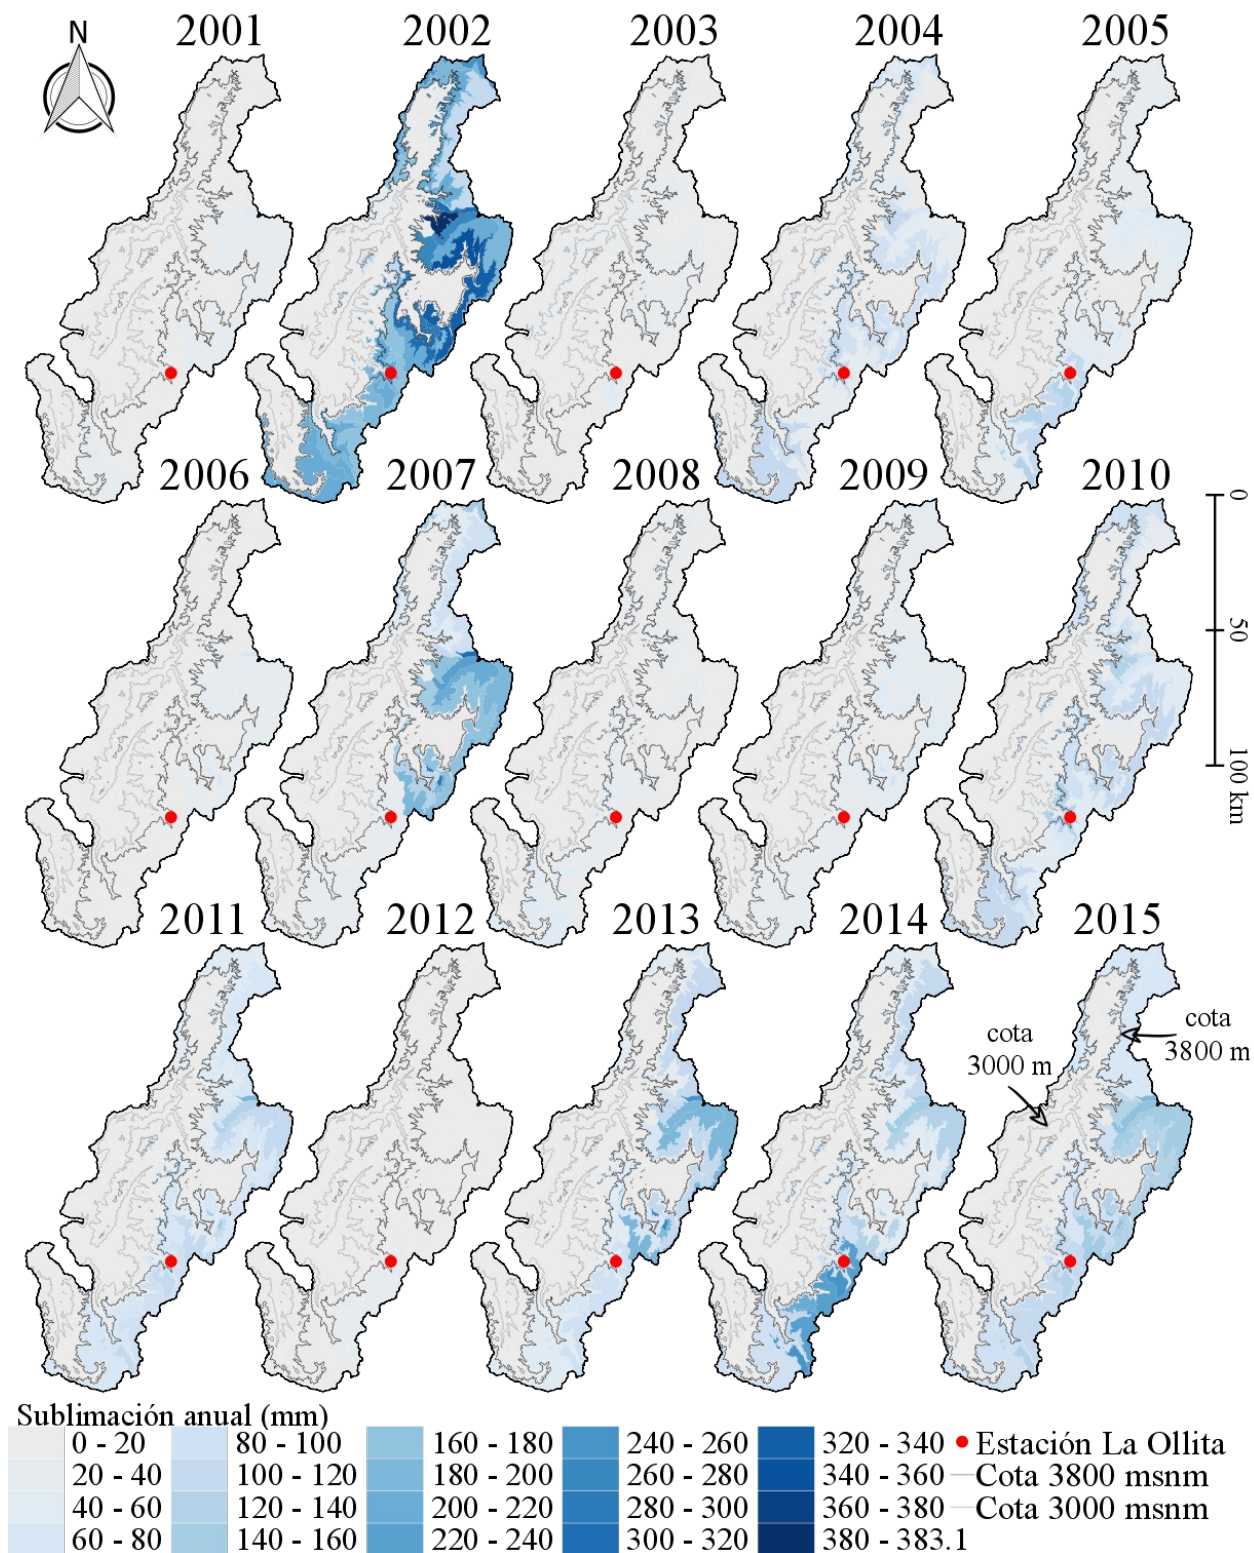 N
2001 2002 2003 2004 2005
2006 2007 2008 2009 2010
0
50
100 km
2011 2012 2013 2014 2015
cota
3000 m
cota
3800 m
Sublimación anual (mm)
0 - 20 80 - 100 160 - 180 240 - 260 320 - 340 Estación La Ollita
20 - 40 100 - 120 180 - 200 260 - 280 340 - 360 Cota 3800 msnm
40 - 60 120 - 140 200 - 220 280 - 300 360 - 380 Cota 3000 msnm
60 - 80 140 - 160 220 - 240 300 - 320 380 - 383.1